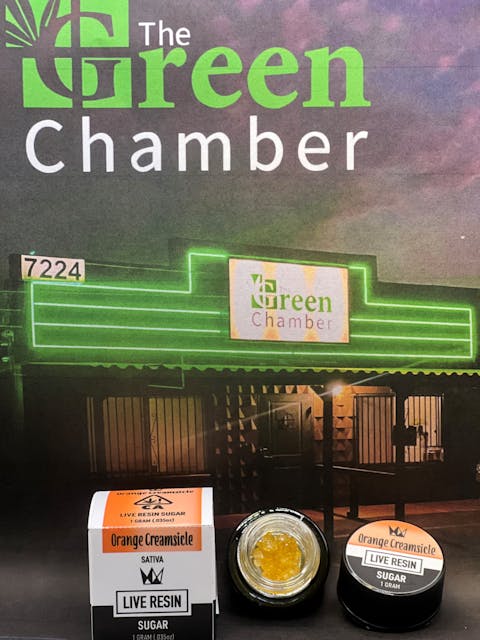 The
Green
Chamber
7224
Green
Chamber
Orange Creamsicle
CA
LIVE RESIN SUGAR
1 GRAM (.035oz)
Orange Creamsicle
SATIVA
LIVE RESIN
SUGAR
1 GRAM (.035oz)
Orange Creamsicle
LIVE RESIN
SUGAR
1 GRAM